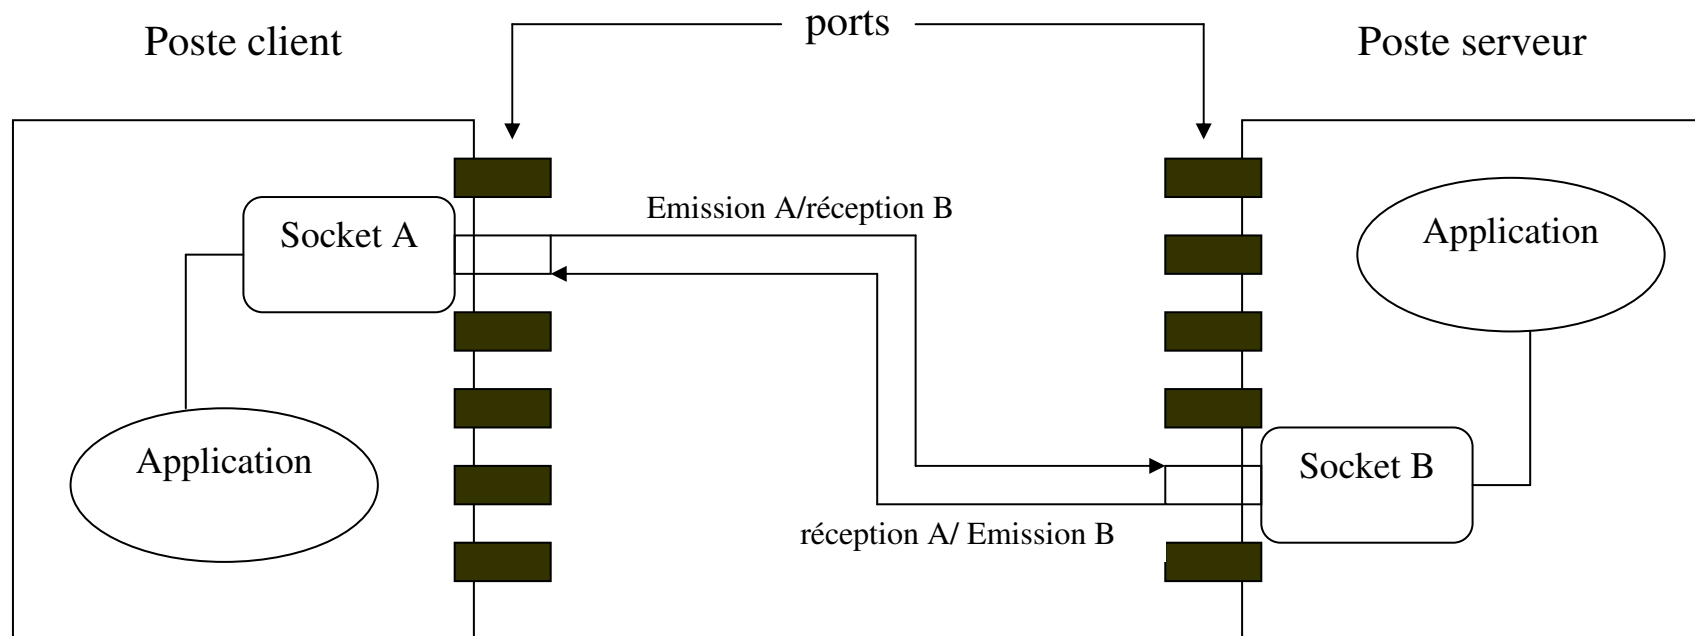 Poste client
ports
Poste serveur
Emission A/réception B
Socket A
Application
Application
Socket B
réception A/ Emission B